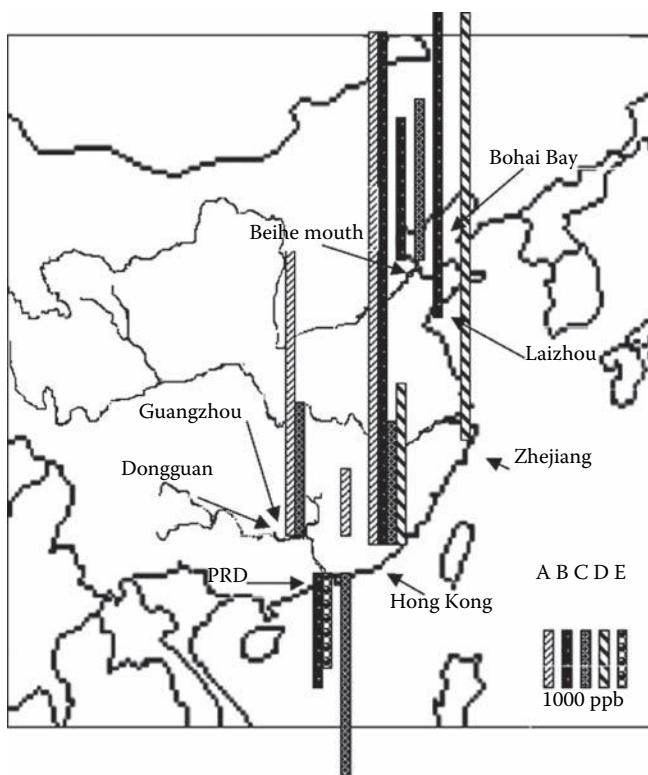 Bohai Bay
Beihe mouth
Laizhou
Guangzhou
Zhejiang
Dongguan
PRD
A B C D E
Hong Kong
1000 ppb